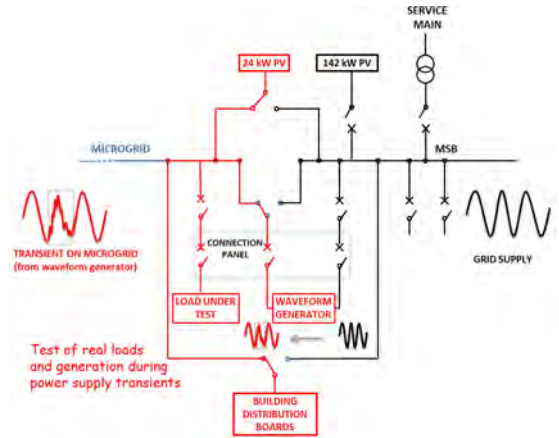 SERVICE
MAIN
24 kW PV
142 kW PV
MICROGRID
MSB
TRANSIENT ON MICROGRID
(from waveform generator)
CONNECTION
PANEL
GRID SUPPLY
LOAD UNDER
TEST
WAVEFORM
GENERATOR
Test of real loads
and generation during
power supply transients
BUILDING
DISTRIBUTION
BOARDS